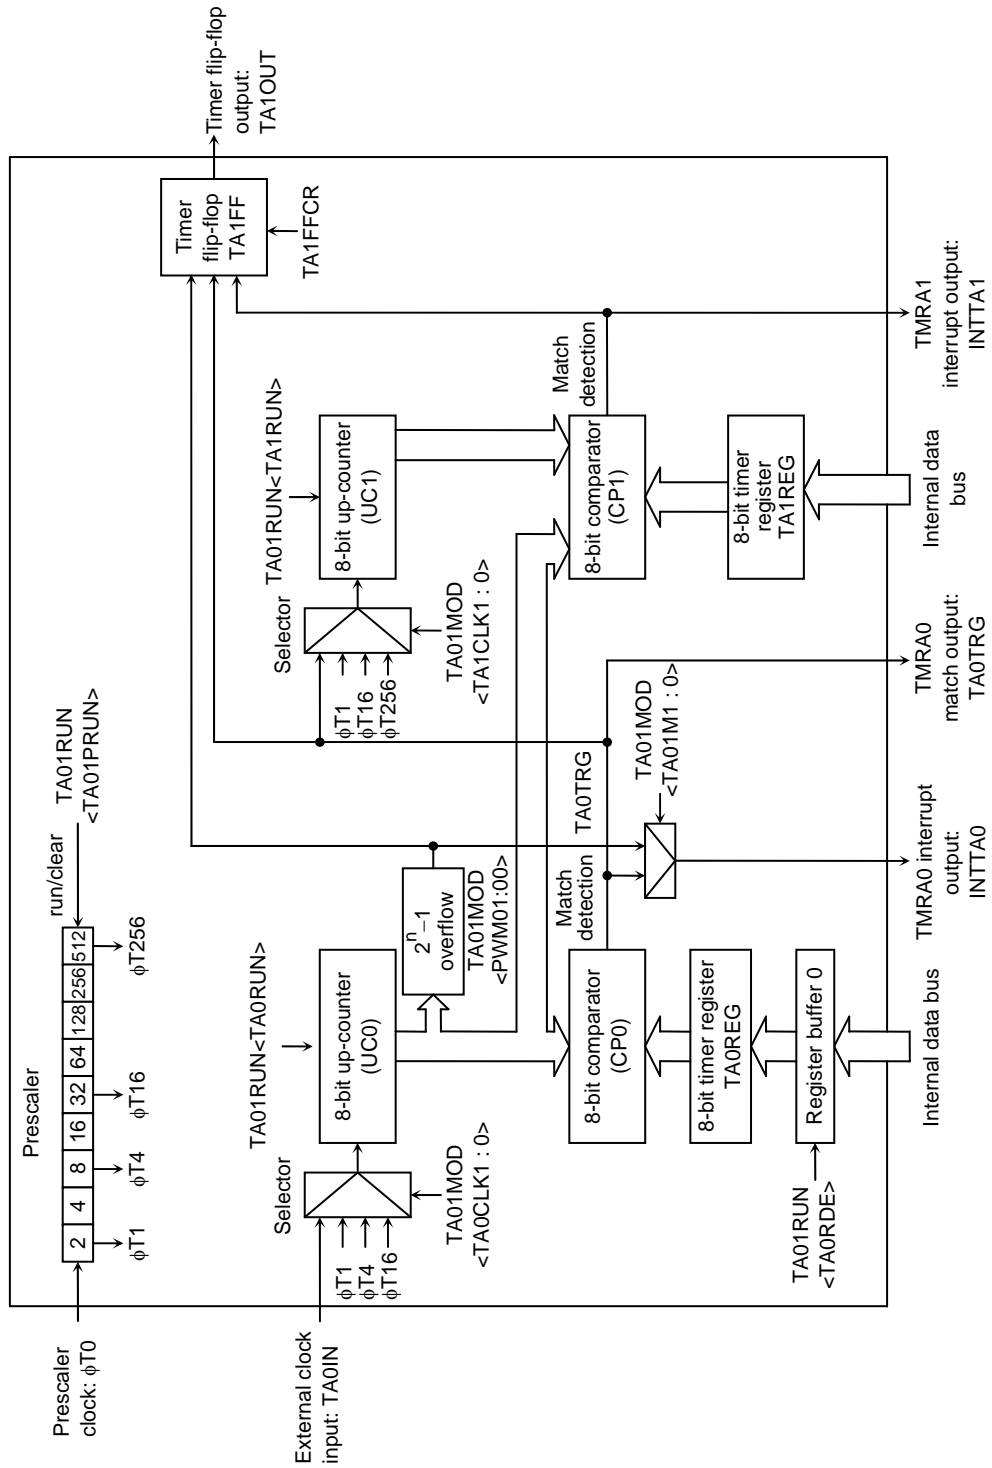 Prescaler
Prescaler
clock: ϕT0
2 4 8 16 32 64 128 256 512
run/clear
TA01RUN
<TA01PRUN>
ϕT1
ϕT4
ϕT16
ϕT256
External clock
input: TA0IN
ϕT1
ϕT4
ϕT16
Selector
TA01MOD
<TA0CLK1 : 0>
TA01RUN<TA0RUN>
8-bit up-counter
(UC0)
2ⁿ −1
overflow
TA01MOD
<PWM01:00>
Selector
ϕT1
ϕT16
ϕT256
TA01MOD
<TA1CLK1 : 0>
TA01RUN<TA1RUN>
8-bit up-counter
(UC1)
Timer
flip-flop
TA1FF
TA1FFCR
Timer flip-flop
output:
TA1OUT
8-bit comparator
(CP0)
Match
detection
TA0TRG
8-bit comparator
(CP1)
Match
detection
8-bit timer register
TA0REG
TA01MOD
<TA01M1 : 0>
8-bit timer
register
TA1REG
TA01RUN
<TA0RDE>
Register buffer 0
Internal data bus
TMRA0 interrupt
output:
INTTA0
TMRA0
match output:
TA0TRG
Internal data
bus
TMRA1
interrupt output:
INTTA1